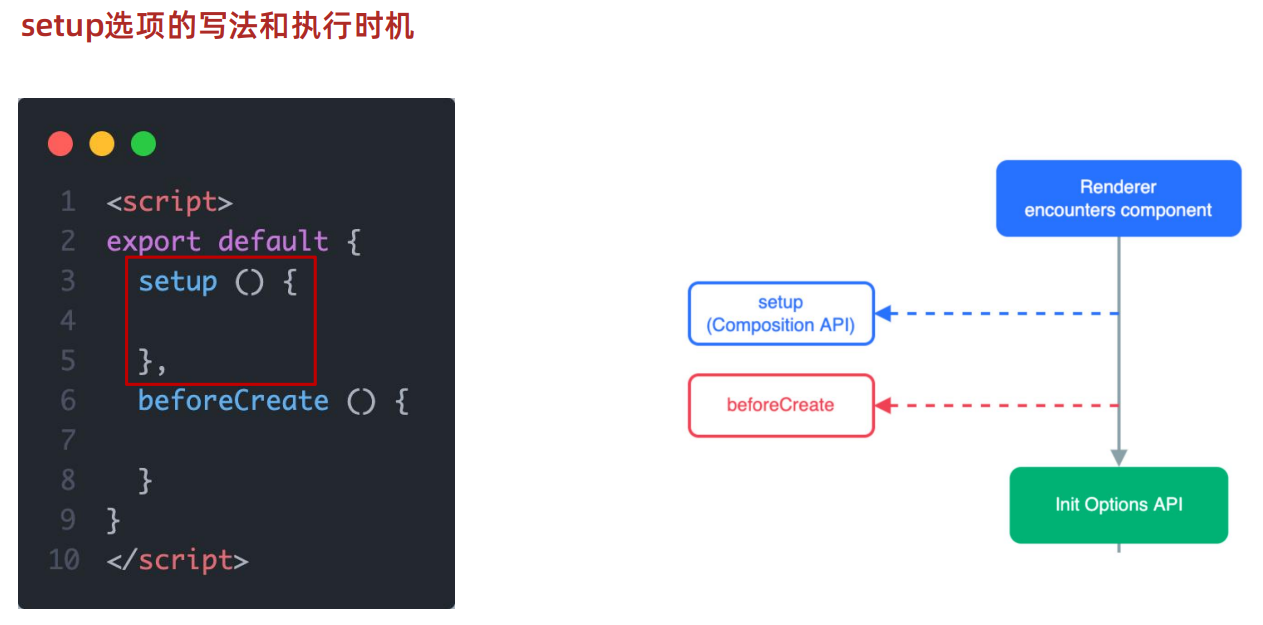 setup选项的写法和执行时机
1 <script>
2 export default {
3 setup () {
4
5 },
6 beforeCreate () {
7
8 }
9 }
10 </script>
Renderer
encounters component
setup
(Composition API)
beforeCreate
Init Options API